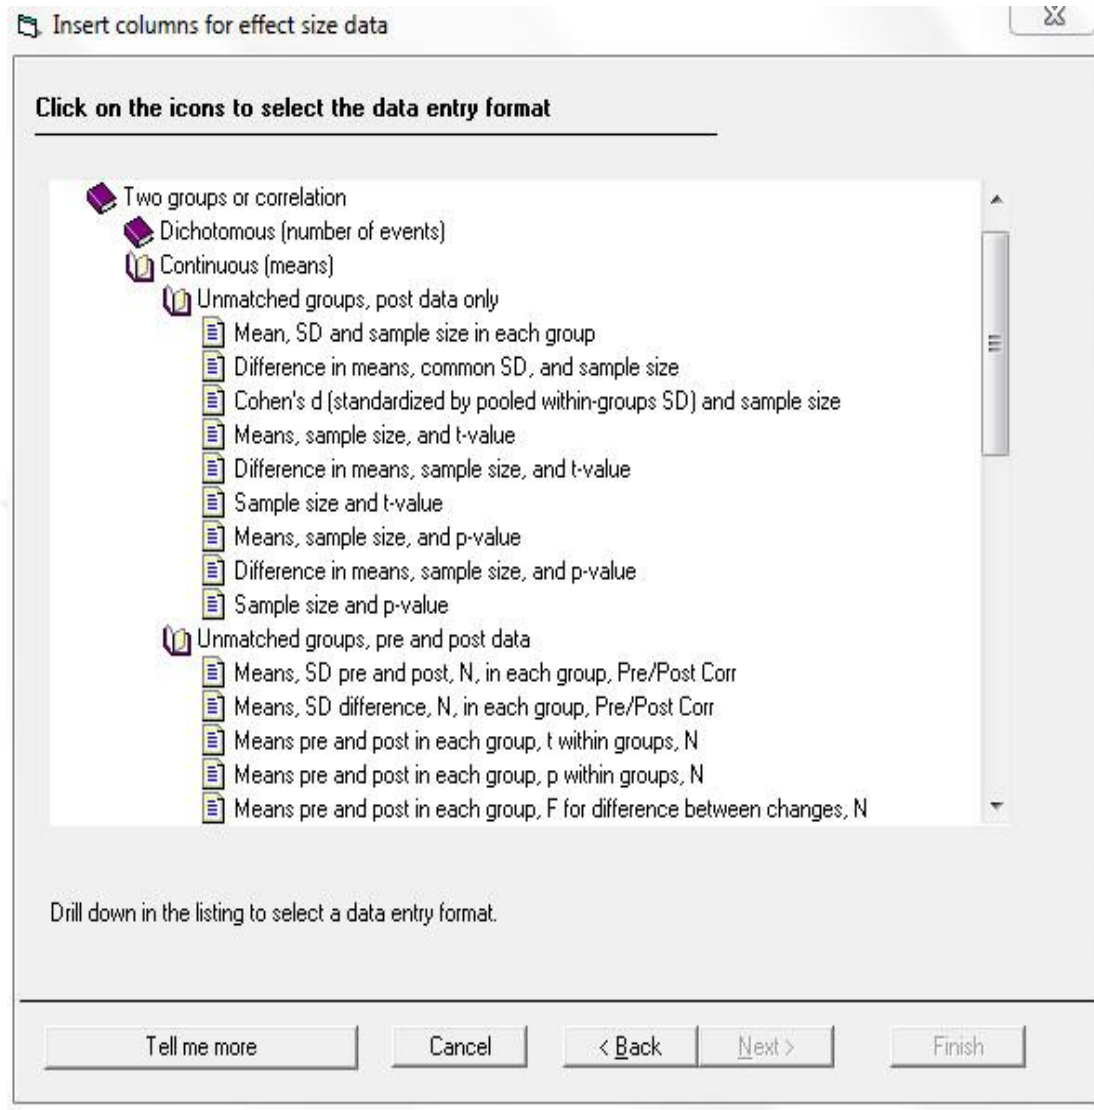 Insert columns for effect size data
Click on the icons to select the data entry format
Two groups or correlation
Dichotomous (number of events)
Continuous (means)
Unmatched groups, post data only
Mean, SD and sample size in each group
Difference in means, common SD, and sample size
Cohen's d (standardized by pooled within-groups SD) and sample size
Means, sample size, and t-value
Difference in means, sample size, and t-value
Sample size and t-value
Means, sample size, and p-value
Difference in means, sample size, and p-value
Sample size and p-value
Unmatched groups, pre and post data
Means, SD pre and post, N, in each group, Pre/Post Corr
Means, SD difference, N, in each group, Pre/Post Corr
Means pre and post in each group, t within groups, N
Means pre and post in each group, p within groups, N
Means pre and post in each group, F for difference between changes, N
Drill down in the listing to select a data entry format.
Tell me more Cancel < Back Next > Finish